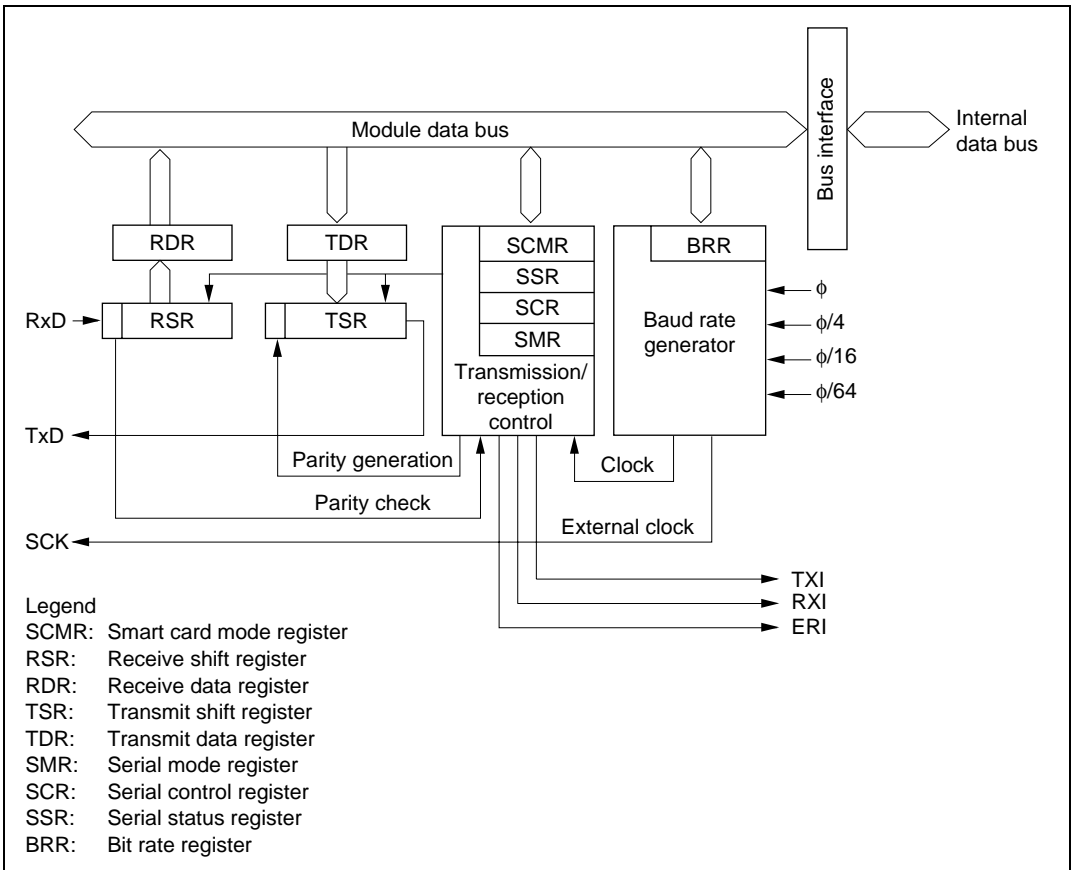 Module data bus
Bus interface
Internal
data bus
RDR
TDR
SCMR
SSR
SCR
SMR
Transmission/
reception
control
BRR
Baud rate
generator
ϕ
ϕ/4
ϕ/16
ϕ/64
RxD
RSR
TSR
TxD
Parity generation
Parity check
Clock
External clock
SCK
TXI
RXI
ERI
Legend
SCMR: Smart card mode register
RSR: Receive shift register
RDR: Receive data register
TSR: Transmit shift register
TDR: Transmit data register
SMR: Serial mode register
SCR: Serial control register
SSR: Serial status register
BRR: Bit rate register